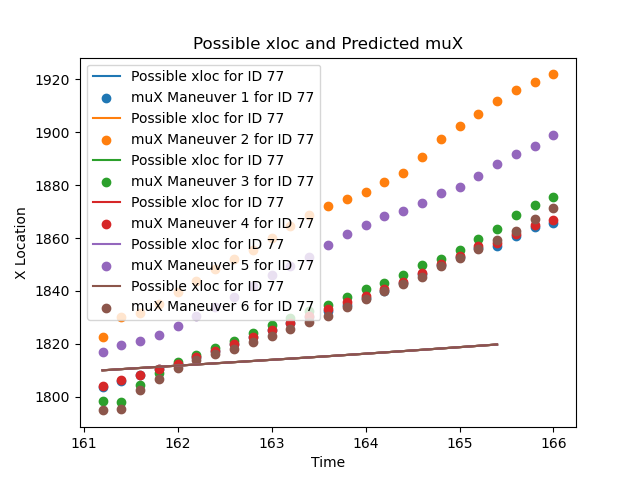 Possible xloc and Predicted muX
X Location
1920
1900
1880
1860
1840
1820
1800
Possible xloc for ID 77
muX Maneuver 1 for ID 77
Possible xloc for ID 77
muX Maneuver 2 for ID 77
Possible xloc for ID 77
muX Maneuver 3 for ID 77
Possible xloc for ID 77
muX Maneuver 4 for ID 77
Possible xloc for ID 77
muX Maneuver 5 for ID 77
Possible xloc for ID 77
muX Maneuver 6 for ID 77
161 162 163 164 165 166
Time